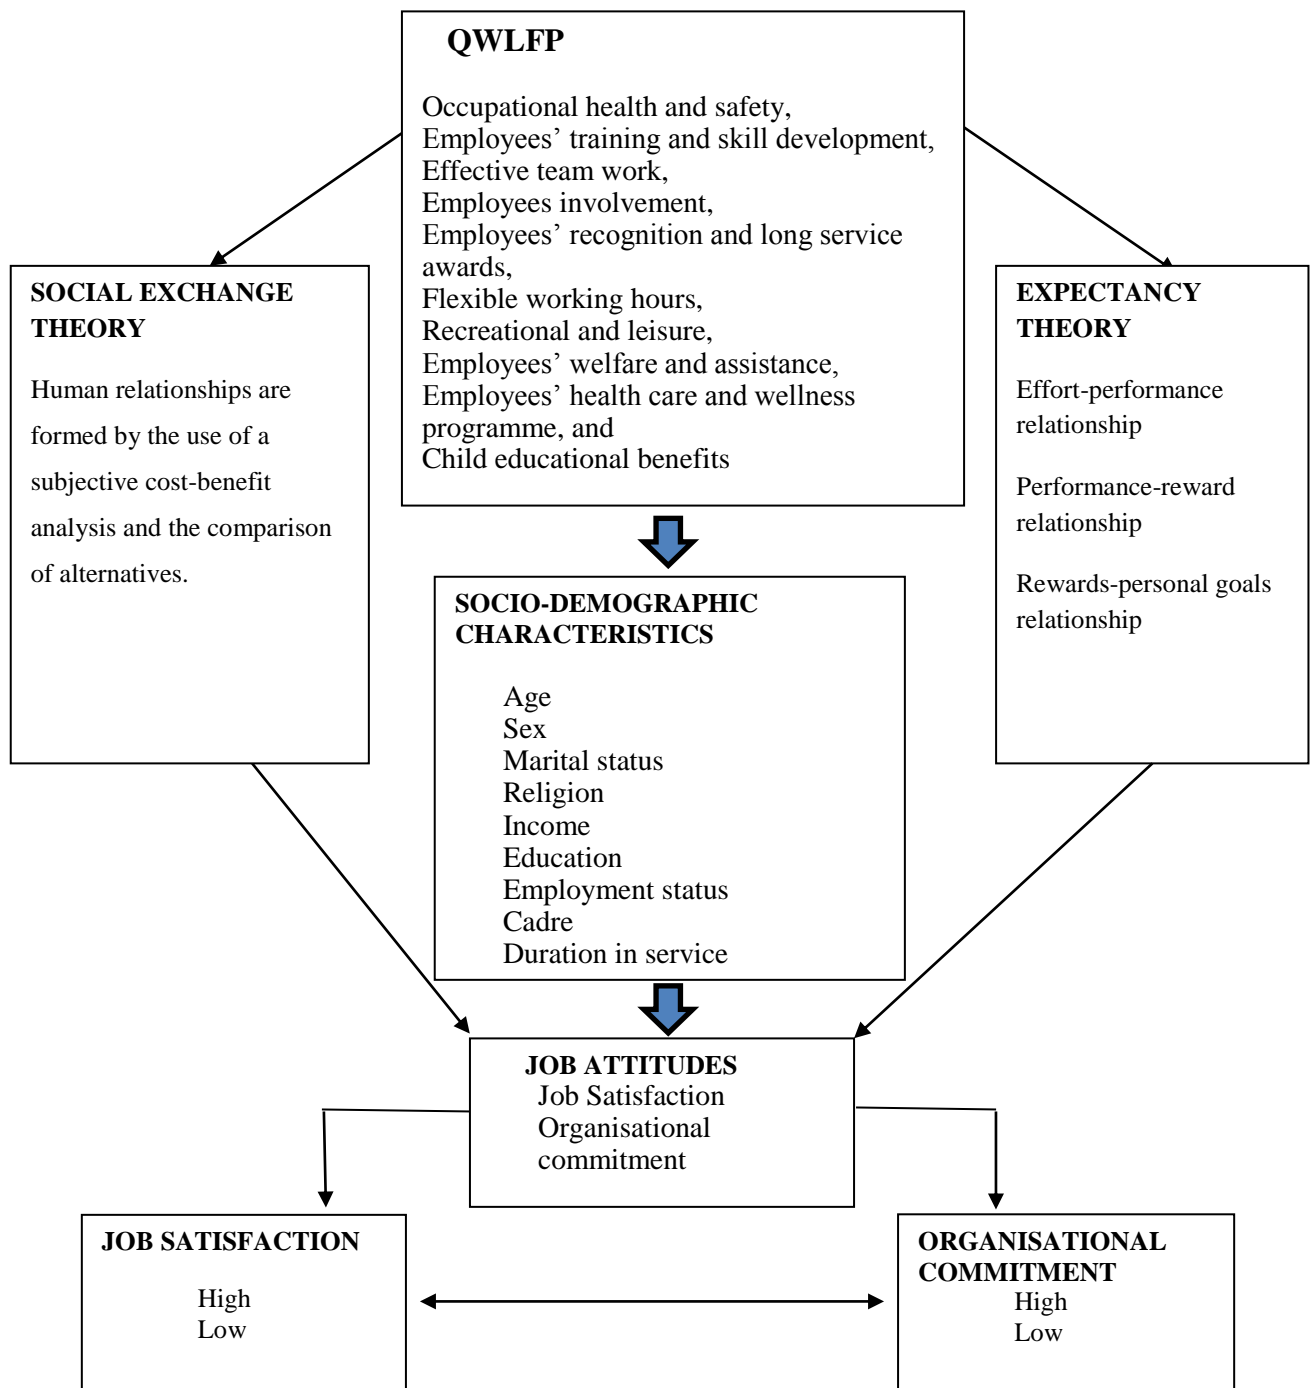 QWLFP
Occupational health and safety,
Employees’ training and skill development,
Effective team work,
Employees involvement,
Employees’ recognition and long service
awards,
Flexible working hours,
Recreational and leisure,
Employees’ welfare and assistance,
Employees’ health care and wellness
programme, and
Child educational benefits
SOCIAL EXCHANGE
THEORY
Human relationships are
formed by the use of a
subjective cost-benefit
analysis and the comparison
of alternatives.
EXPECTANCY
THEORY
Effort-performance
relationship
Performance-reward
relationship
Rewards-personal goals
relationship
SOCIO-DEMOGRAPHIC
CHARACTERISTICS
Age
Sex
Marital status
Religion
Income
Education
Employment status
Cadre
Duration in service
JOB ATTITUDES
Job Satisfaction
Organisational
commitment
JOB SATISFACTION
High
Low
ORGANISATIONAL
COMMITMENT
High
Low